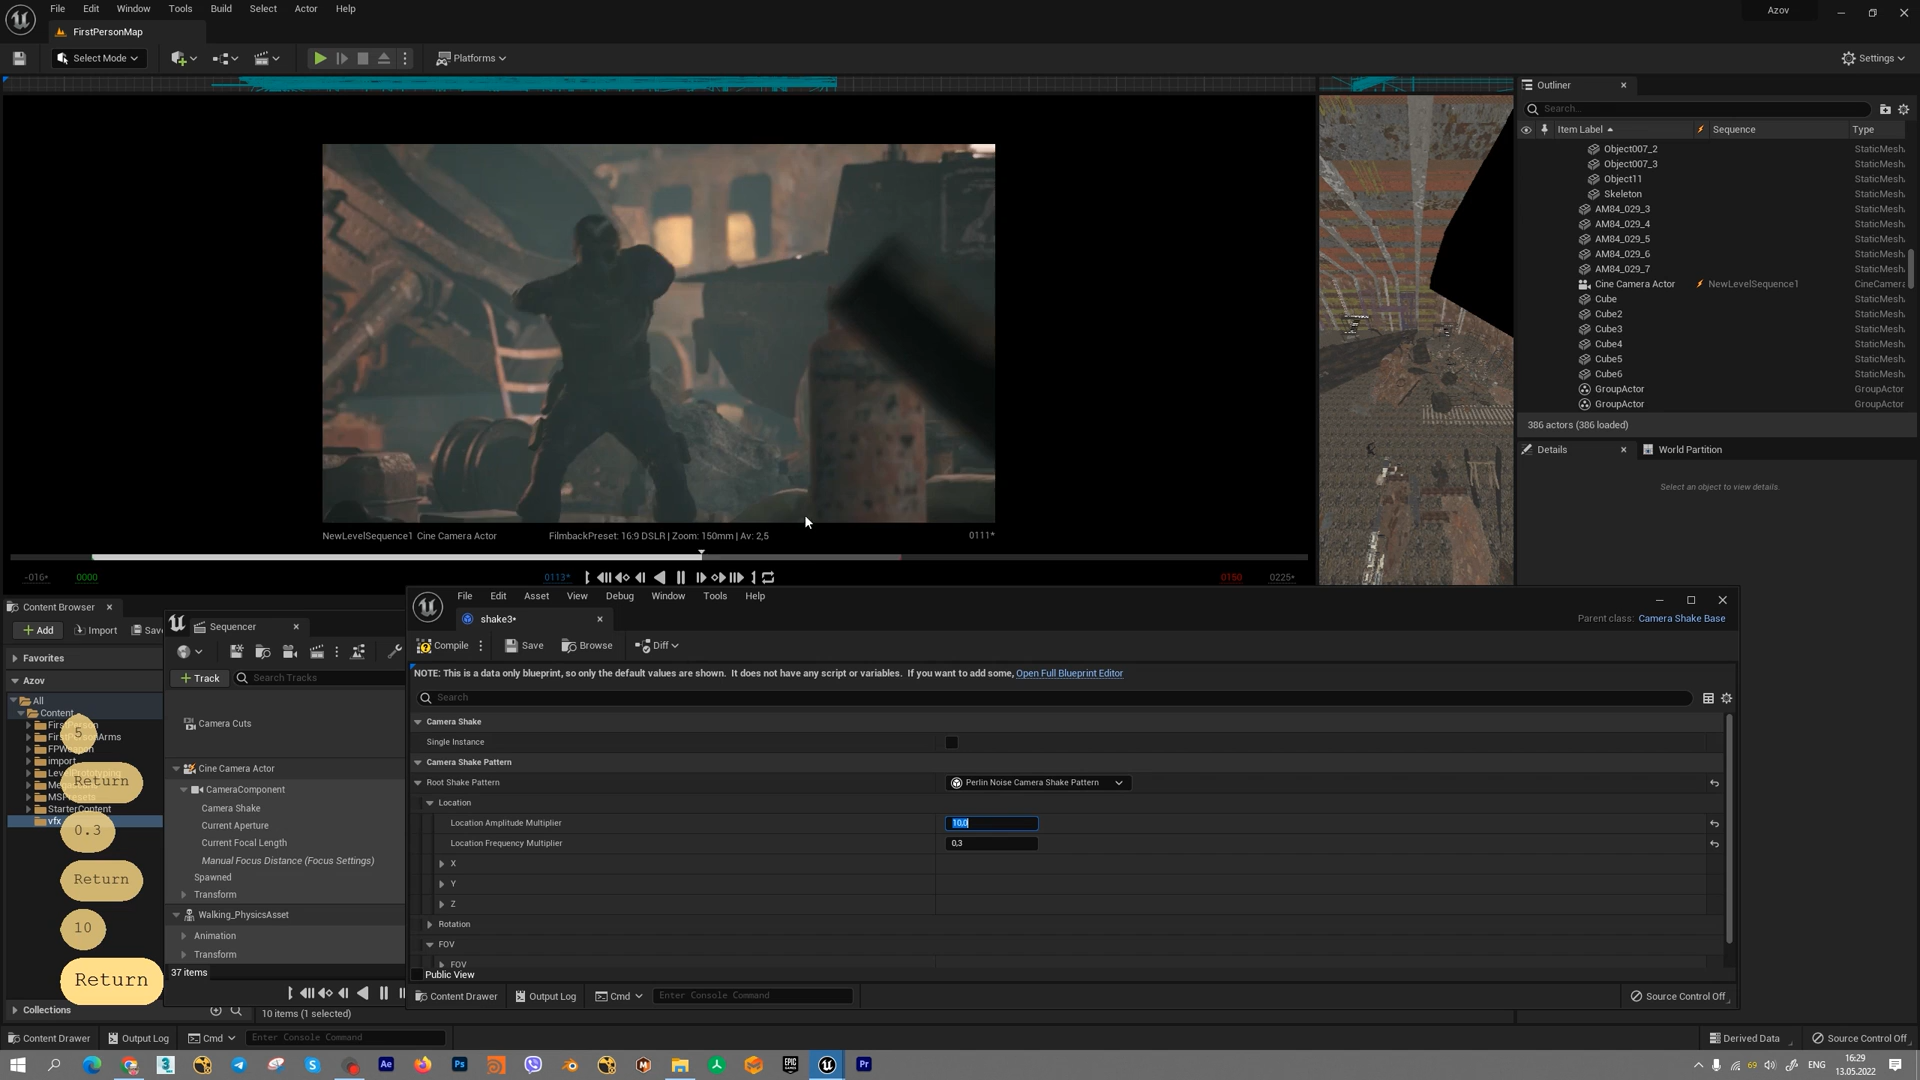 File Edit Window Tools Build Select Actor Help
Azov
FirstPersonMap
Select Mode
Platforms
Settings
Outliner
Search...
Item Label
Sequence
Type
Object007_2 StaticMesh
Object007_3 StaticMesh
Object11 StaticMesh
Skeleton StaticMesh
AM84_029_3 StaticMesh
AM84_029_4 StaticMesh
AM84_029_5 StaticMesh
AM84_029_6 StaticMesh
AM84_029_7 StaticMesh
Cine Camera Actor NewLevelSequence1 CineCamera
Cube StaticMesh
Cube2 StaticMesh
Cube3 StaticMesh
Cube4 StaticMesh
Cube5 StaticMesh
Cube6 StaticMesh
GroupActor GroupActor
GroupActor GroupActor
386 actors (386 loaded)
Details
World Partition
Select an object to view details.
NewLevelSequence1 Cine Camera Actor
FilmbackPreset: 16:9 DSLR | Zoom: 150mm | Av: 2,5
0111*
-016+ 0000 0113* 0150 0225+
Content Browser
Add Import Save
Favorites
Azov
All
Content
FPWeapon
import
MSPresets
StarterContent
vfx
5
Return
0.3
Return
10
Return
Collections
Sequencer
Track
Search Tracks
Camera Cuts
Cine Camera Actor
CameraComponent
Camera Shake
Current Aperture
Current Focal Length
Manual Focus Distance (Focus Settings)
Spawned
Transform
Walking_PhysicsAsset
Animation
Transform
37 items
10 items (1 selected)
File Edit Asset View Debug Window Tools Help
shake3*
Parent class: Camera Shake Base
Compile Save Browse Diff
NOTE: This is a data only blueprint, so only the default values are shown. It does not have any script or variables. If you want to add some, Open Full Blueprint Editor
Search
Camera Shake
Single Instance
Camera Shake Pattern
Root Shake Pattern Perlin Noise Camera Shake Pattern
Location
Location Amplitude Multiplier 10,0
Location Frequency Multiplier 0,3
X
Y
Z
Rotation
FOV
FOV
Public View
Content Drawer Output Log Cmd Enter Console Command Source Control Off
Content Drawer Output Log Cmd Enter Console Command Derived Data Source Control Off
69 ENG 16:29
13.05.2022